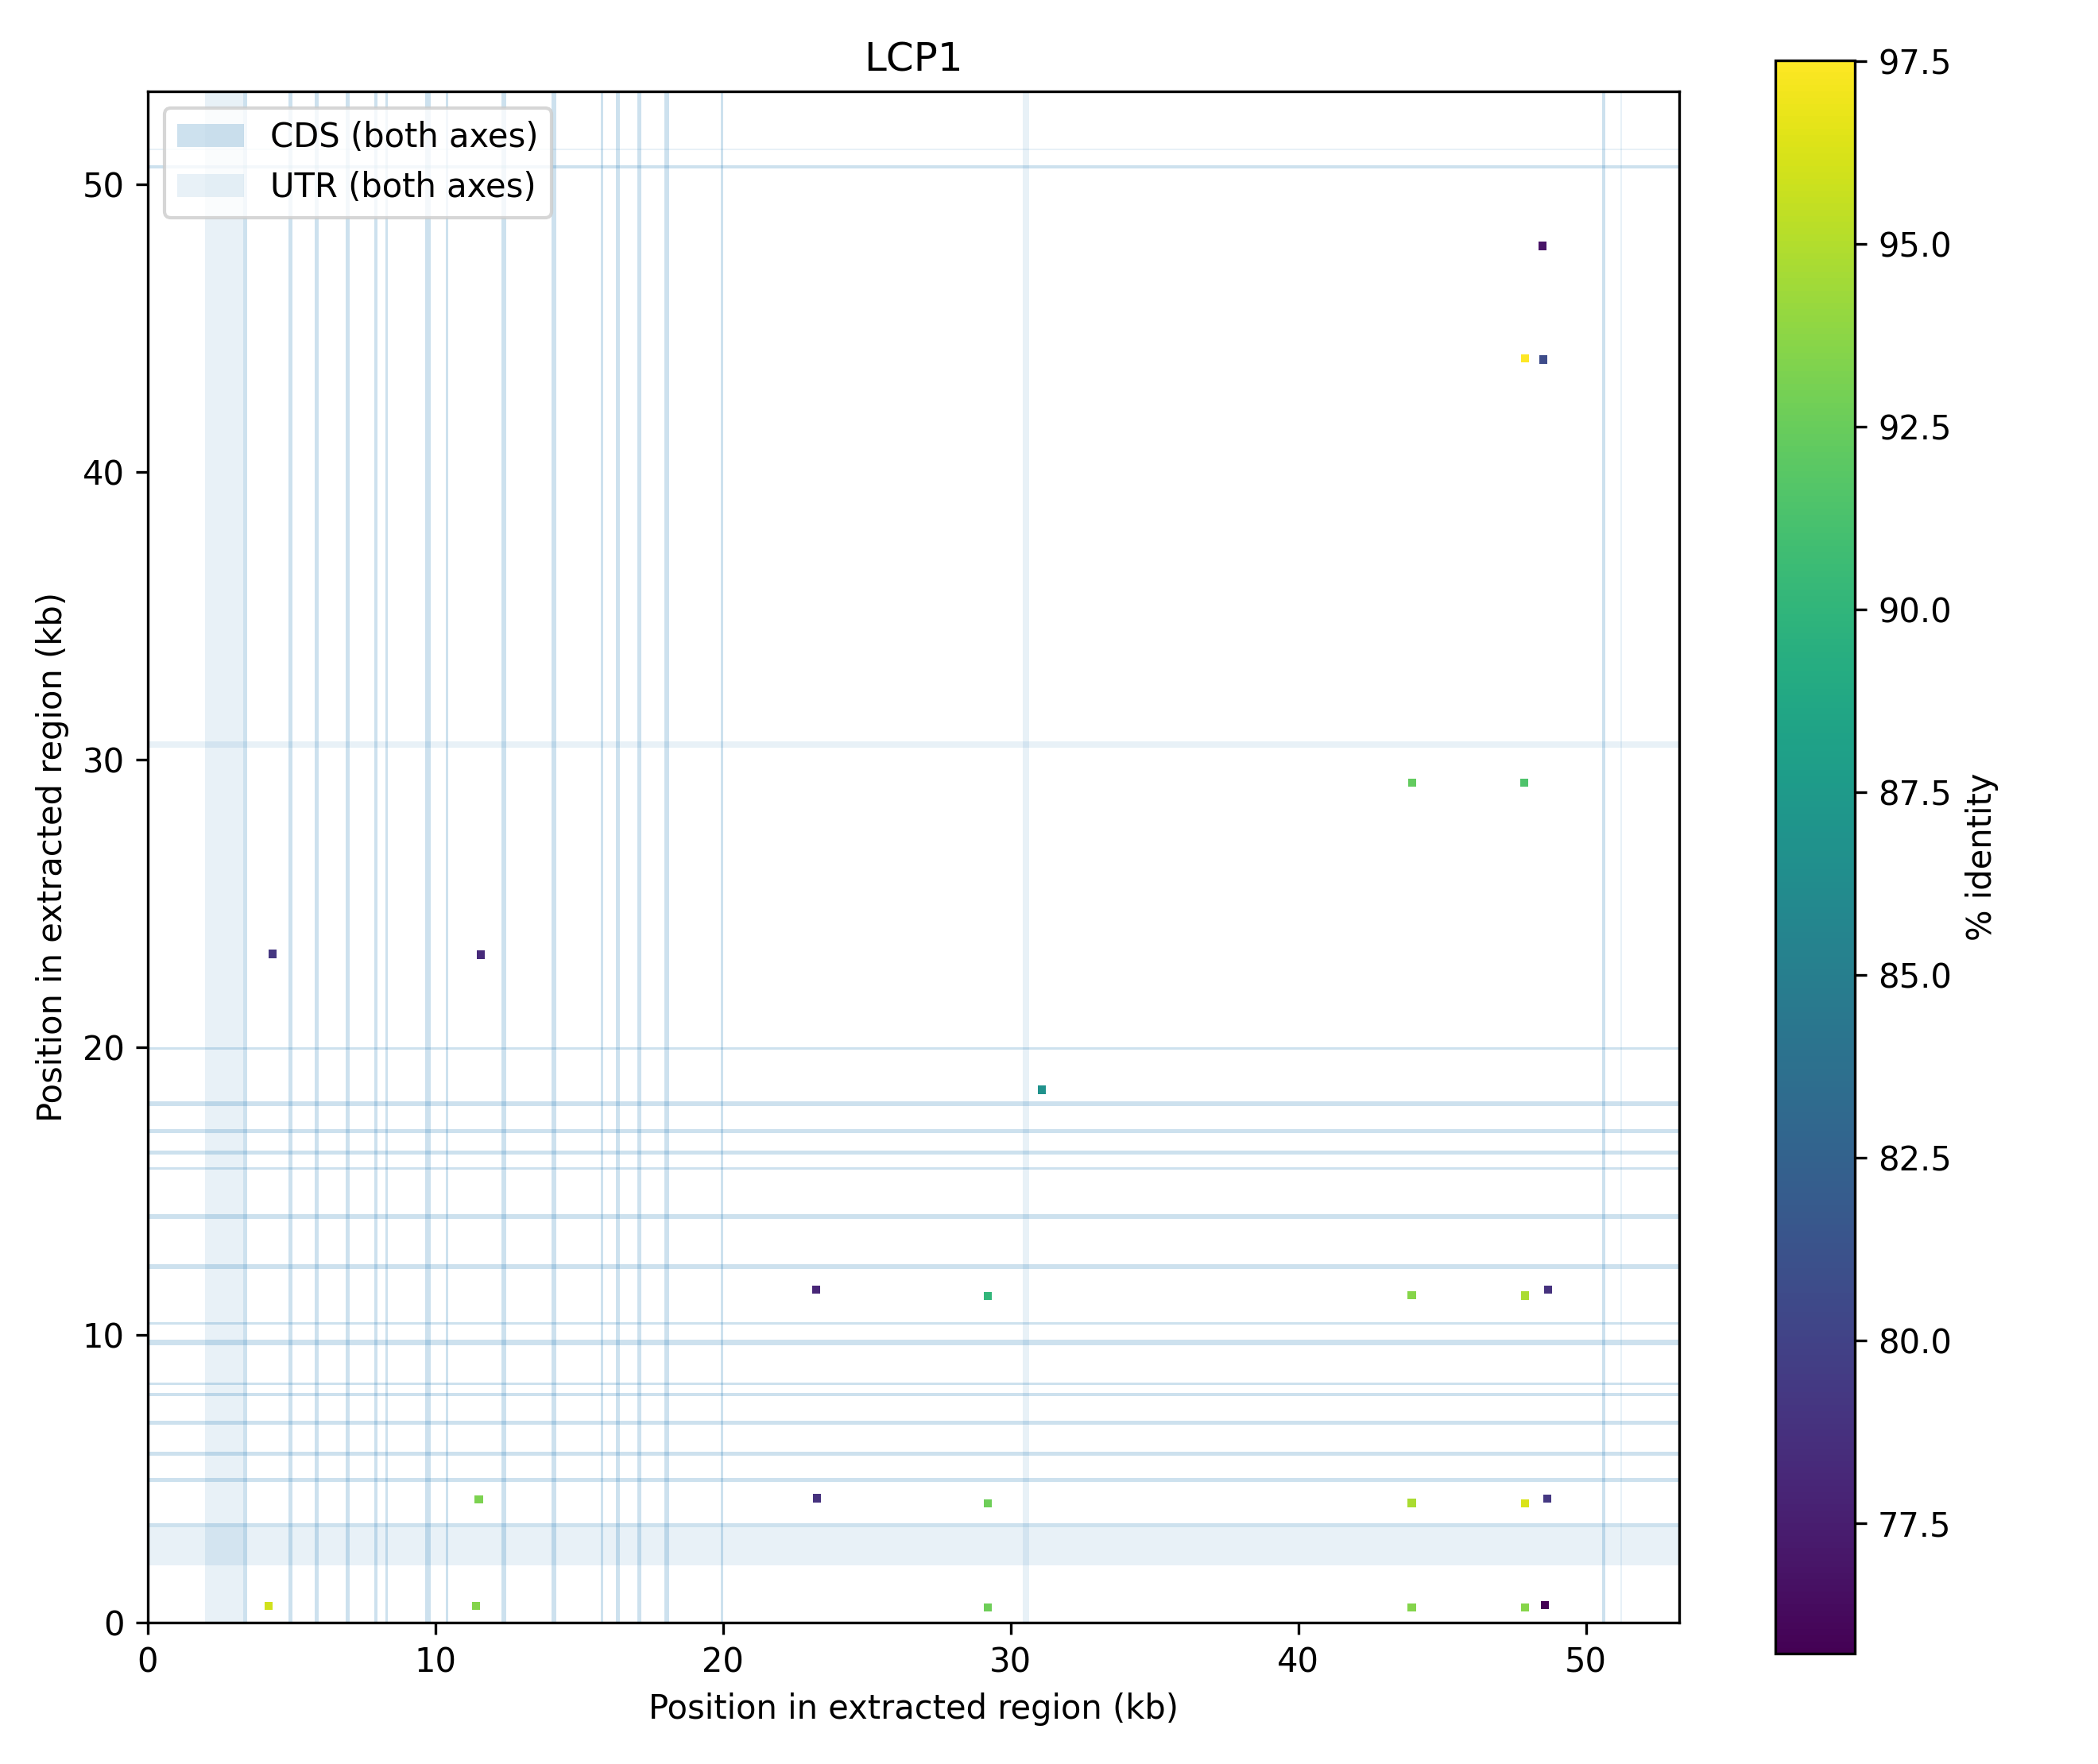 LCP1
CDS (both axes)
UTR (both axes)
50
40
30
20
10
0
0 10 20 30 40 50
Position in extracted region (kb)
Position in extracted region (kb)
97.5
95.0
92.5
90.0
87.5
85.0
82.5
80.0
77.5
% identity